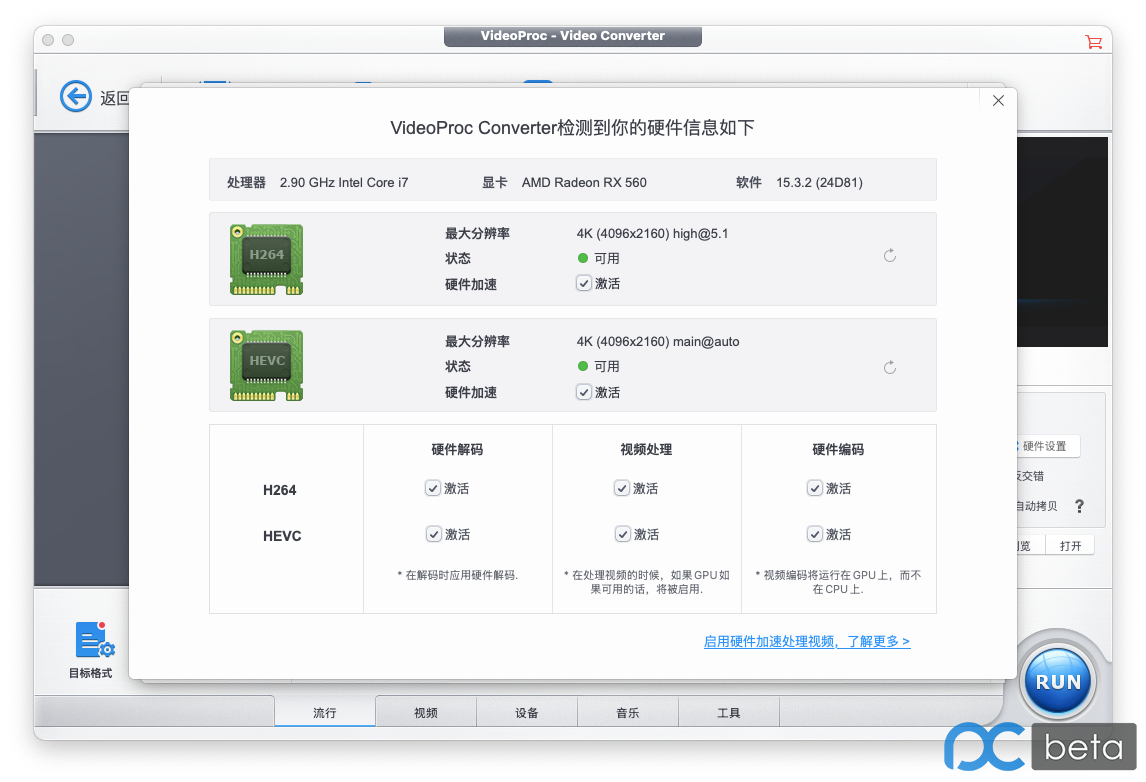 VideoProc - Video Converter
返回
VideoProc Converter检测到你的硬件信息如下
处理器 2.90 GHz Intel Core i7 显卡 AMD Radeon RX 560 软件 15.3.2 (24D81)
H264
最大分辨率 4K (4096x2160) high@5.1
状态 可用
硬件加速 激活
HEVC
最大分辨率 4K (4096x2160) main@auto
状态 可用
硬件加速 激活
硬件解码 视频处理 硬件编码
H264 激活 激活 激活
HEVC 激活 激活 激活
* 在解码时应用硬件解码.
* 在处理视频的时候，如果GPU如
果可用的话，将被启用.
* 视频编码将运行在GPU上，而不
在CPU上.
启用硬件加速处理视频，了解更多 >
硬件设置
交错
自动拷贝 ?
览 打开
目标格式
RUN
流行 视频 设备 音乐 工具
pc beta